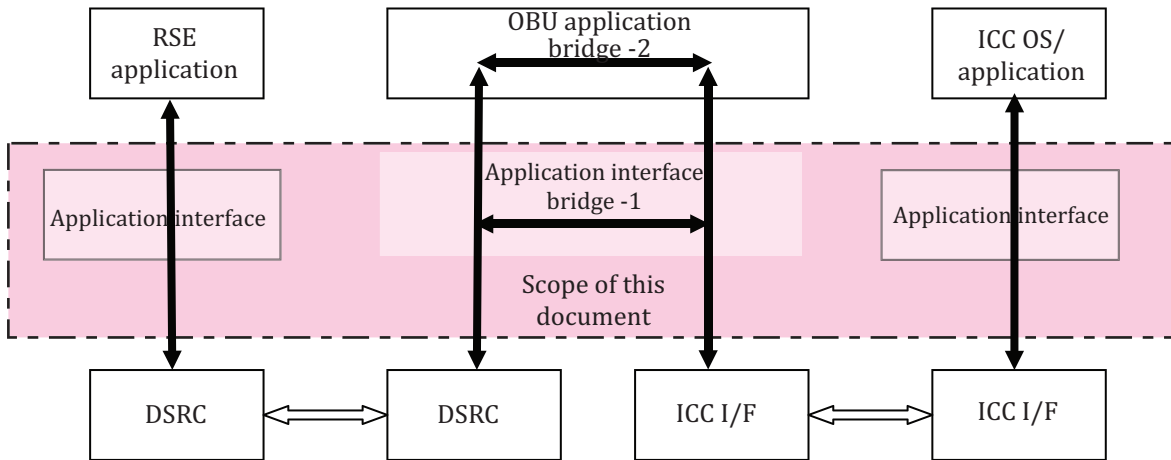 RSE
application
OBU application
bridge -2
ICC OS/
application
Application interface
Application interface
bridge -1
Application interface
Scope of this
document
DSRC
DSRC
ICC I/F
ICC I/F